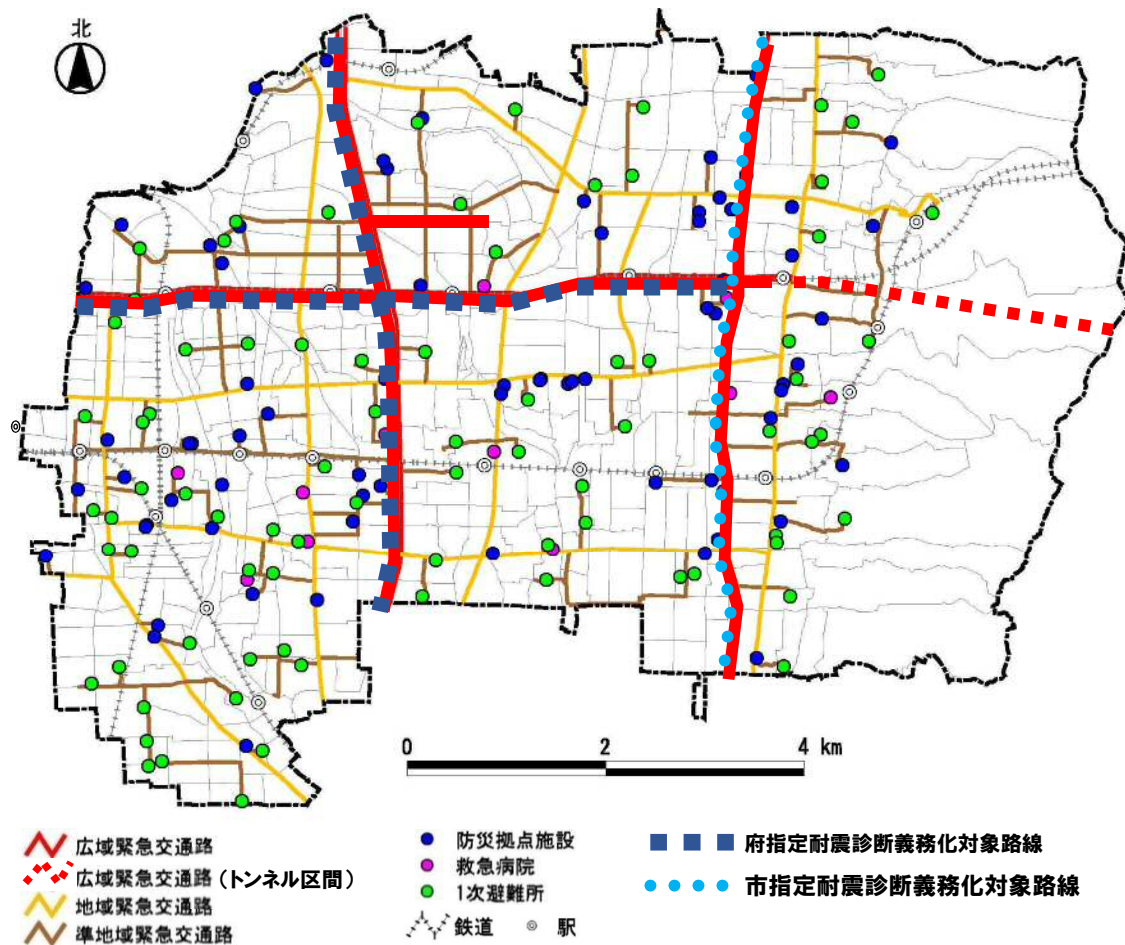 北
0 2 4 km
広域緊急交通路
広域緊急交通路(トンネル区間)
地域緊急交通路
準地域緊急交通路
防災拠点施設
救急病院
1次避難所
鉄道 駅
府指定耐震診断義務化対象路線
市指定耐震診断義務化対象路線